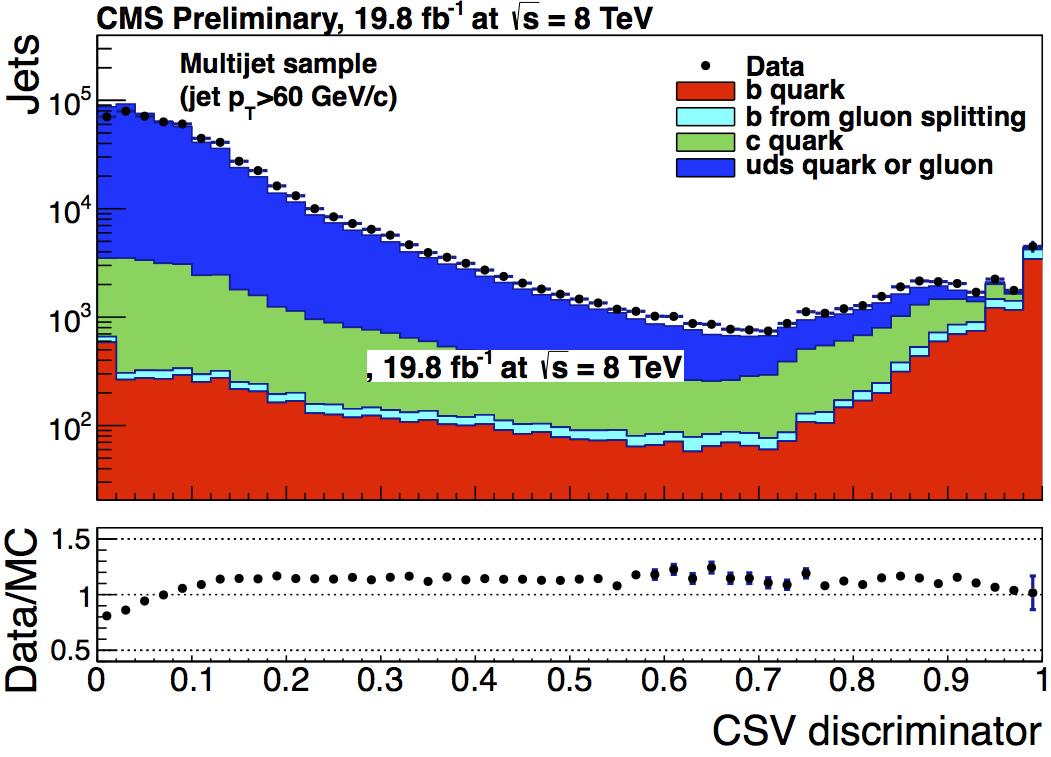 CMS Preliminary, 19.8 fb⁻¹ at √s = 8 TeV
Jets
Multijet sample
(jet p_T>60 GeV/c)
Data
b quark
b from gluon splitting
c quark
uds quark or gluon
10⁵
10⁴
10³
10²
, 19.8 fb⁻¹ at √s = 8 TeV
Data/MC
1.5
1
0.5
0 0.1 0.2 0.3 0.4 0.5 0.6 0.7 0.8 0.9 1
CSV discriminator